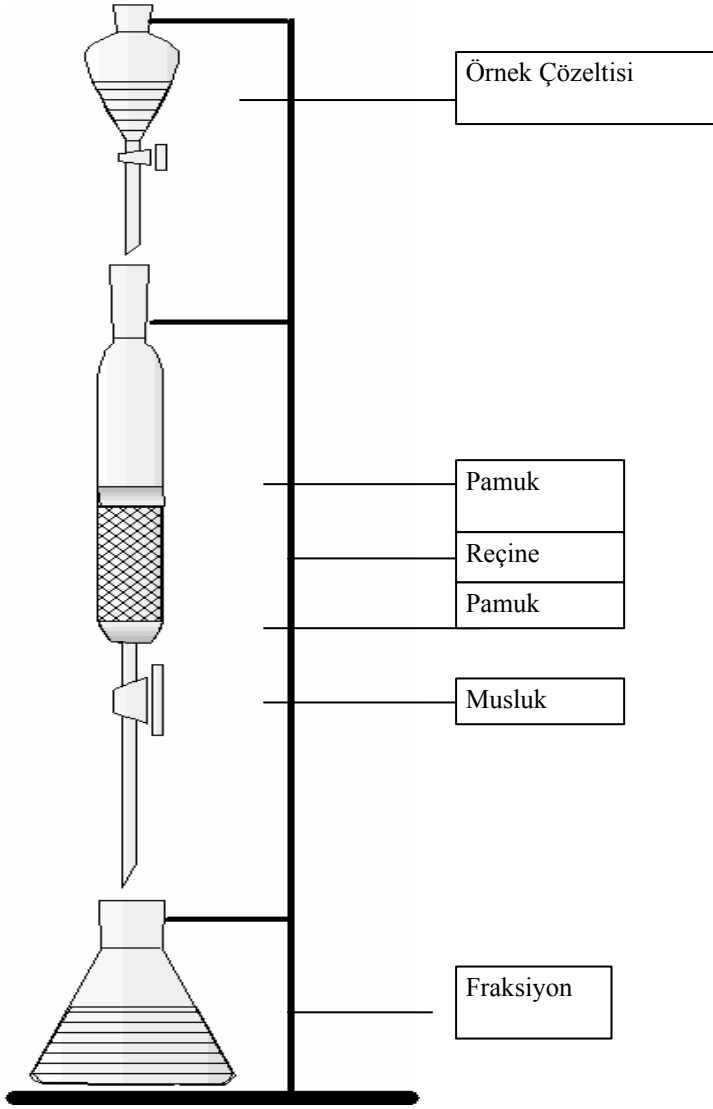 Örnek Çözeltisi
Pamuk
Reçine
Pamuk
Musluk
Fraksiyon